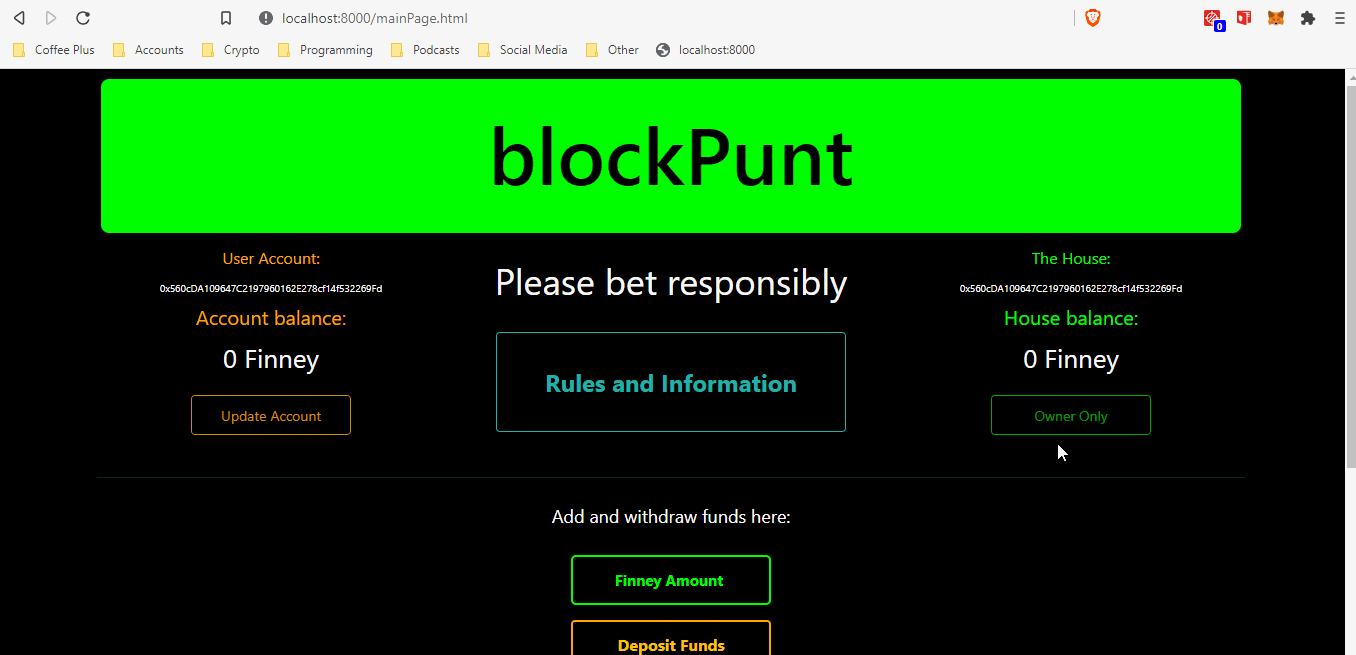 localhost:8000/mainPage.html
0
Coffee Plus Accounts Crypto Programming Podcasts Social Media Other localhost:8000
blockPunt
User Account:
0x560cDA109647C2197960162E278cf14f532269Fd
Account balance:
0 Finney
Update Account
Please bet responsibly
Rules and Information
The House:
0x560cDA109647C2197960162E278cf14f532269Fd
House balance:
0 Finney
Owner Only
Add and withdraw funds here:
Finney Amount
Deposit Funds